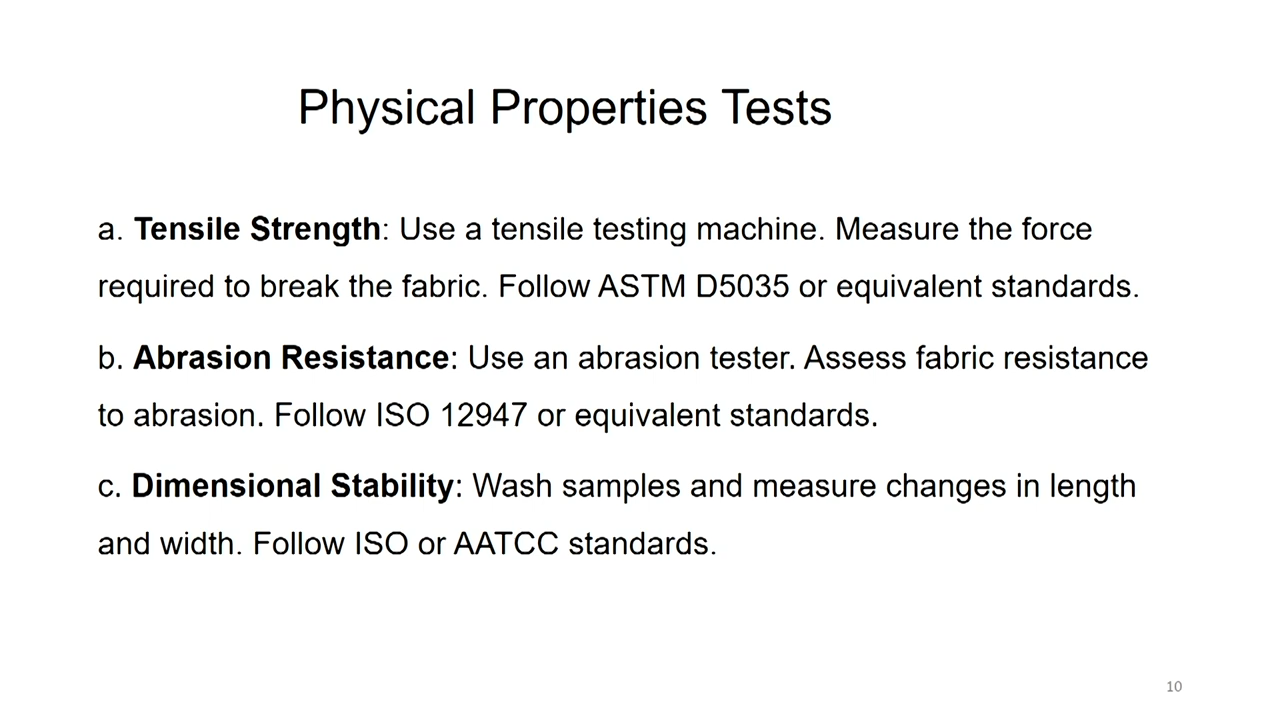 Physical Properties Tests
a. Tensile Strength: Use a tensile testing machine. Measure the force
required to break the fabric. Follow ASTM D5035 or equivalent standards.
b. Abrasion Resistance: Use an abrasion tester. Assess fabric resistance
to abrasion. Follow ISO 12947 or equivalent standards.
c. Dimensional Stability: Wash samples and measure changes in length
and width. Follow ISO or AATCC standards.
10